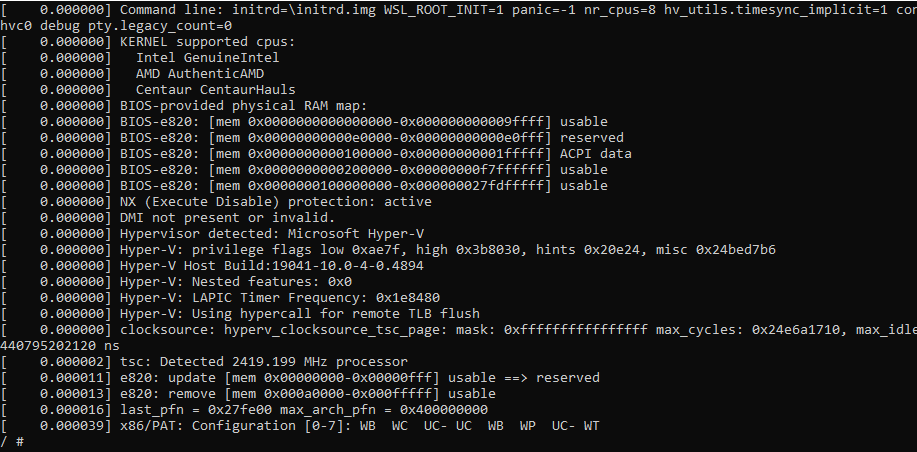 [    0.000000] Command line: initrd=\initrd.img WSL_ROOT_INIT=1 panic=-1 nr_cpus=8 hv_utils.timesync_implicit=1 con
hvc0 debug pty.legacy_count=0
[    0.000000] KERNEL supported cpus:
[    0.000000]   Intel GenuineIntel
[    0.000000]   AMD AuthenticAMD
[    0.000000]   Centaur CentaurHauls
[    0.000000] BIOS-provided physical RAM map:
[    0.000000] BIOS-e820: [mem 0x0000000000000000-0x000000000009ffff] usable
[    0.000000] BIOS-e820: [mem 0x00000000000e0000-0x00000000000e0fff] reserved
[    0.000000] BIOS-e820: [mem 0x0000000000100000-0x00000000001fffff] ACPI data
[    0.000000] BIOS-e820: [mem 0x0000000000200000-0x00000000f7ffffff] usable
[    0.000000] BIOS-e820: [mem 0x0000000100000000-0x000000027fdfffff] usable
[    0.000000] NX (Execute Disable) protection: active
[    0.000000] DMI not present or invalid.
[    0.000000] Hypervisor detected: Microsoft Hyper-V
[    0.000000] Hyper-V: privilege flags low 0xae7f, high 0x3b8030, hints 0x20e24, misc 0x24bed7b6
[    0.000000] Hyper-V Host Build:19041-10.0-4-0.4894
[    0.000000] Hyper-V: Nested features: 0x0
[    0.000000] Hyper-V: LAPIC Timer Frequency: 0x1e8480
[    0.000000] Hyper-V: Using hypercall for remote TLB flush
[    0.000000] clocksource: hyperv_clocksource_tsc_page: mask: 0xffffffffffffffff max_cycles: 0x24e6a1710, max_idle
440795202120 ns
[    0.000002] tsc: Detected 2419.199 MHz processor
[    0.000011] e820: update [mem 0x00000000-0x00000fff] usable ==> reserved
[    0.000013] e820: remove [mem 0x000a0000-0x000fffff] usable
[    0.000016] last_pfn = 0x27fe00 max_arch_pfn = 0x400000000
[    0.000039] x86/PAT: Configuration [0-7]: WB  WC  UC- UC  WB  WP  UC- WT
/ #